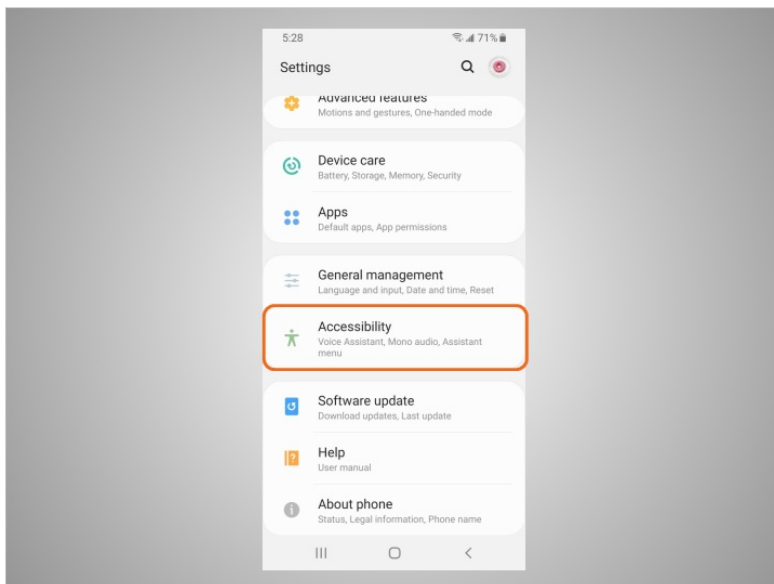 5:28
71%
Settings
Advanced features
Motions and gestures, One-handed mode
Device care
Battery, Storage, Memory, Security
Apps
Default apps, App permissions
General management
Language and input, Date and time, Reset
Accessibility
Voice Assistant, Mono audio, Assistant
menu
Software update
Download updates, Last update
Help
User manual
About phone
Status, Legal information, Phone name